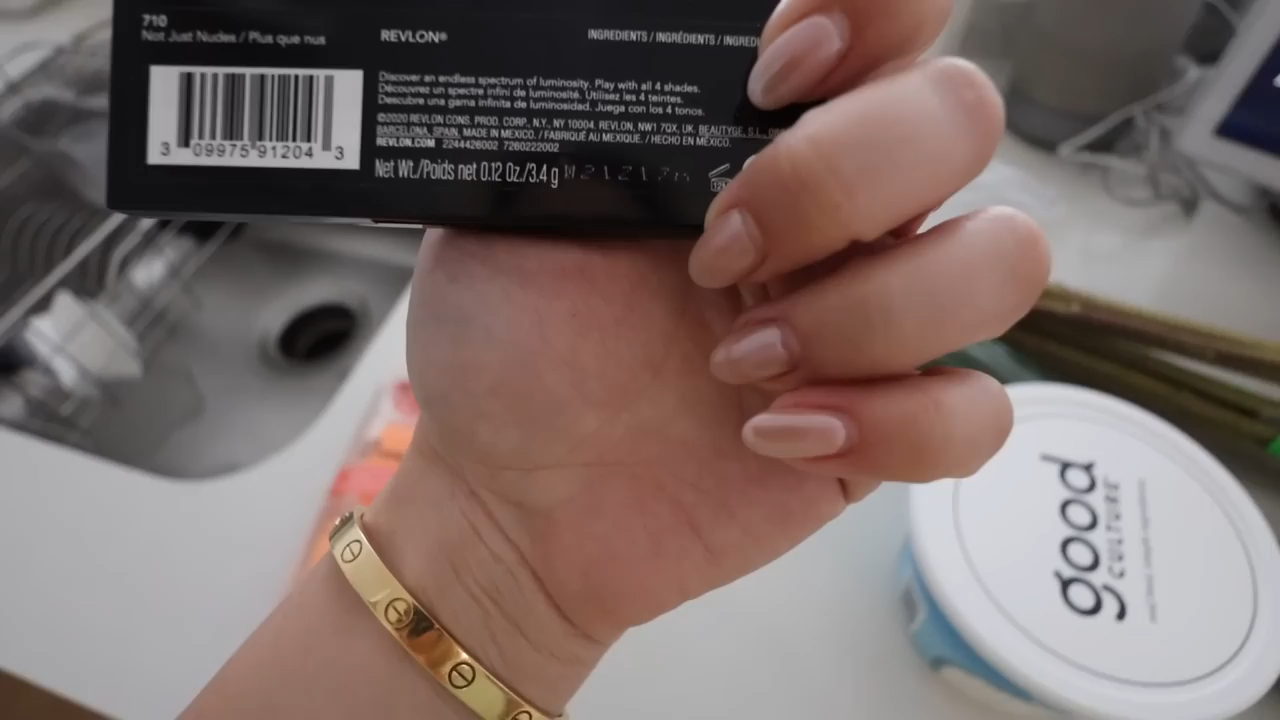 710
Not Just Nudes / Plus que nus
REVLON®
INGREDIENTS / INGRÉDIENTS / INGREDI
3 09975 91204 3
Discover an endless spectrum of luminosity. Play with all 4 shades.
Découvrez un spectre infini de luminosité. Utilisez les 4 teintes.
Descubre una gama infinita de luminosidad. Juega con los 4 tonos.
©2020 REVLON CONS. PROD. CORP., N.Y., NY 10004. REVLON, NW1 7QX, UK. BEAUTYGE, S.L.,
BARCELONA, SPAIN. MADE IN MEXICO. / FABRIQUÉ AU MEXIQUE. / HECHO EN MÉXICO.
REVLON.COM 2244426002 7260222002
Net Wt./Poids net 0.12 Oz./3.4 g
good
CULTURE